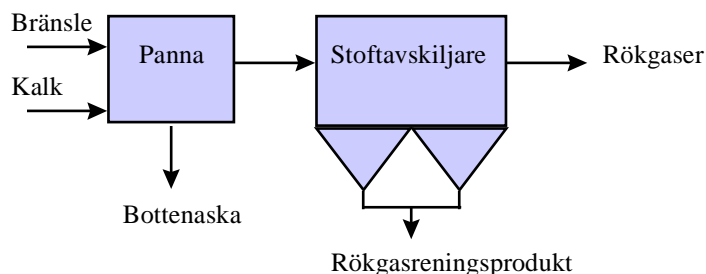 Bränsle
Panna
Stoftavskiljare
Rökgaser
Kalk
Bottenaska
Rökgasreningsprodukt